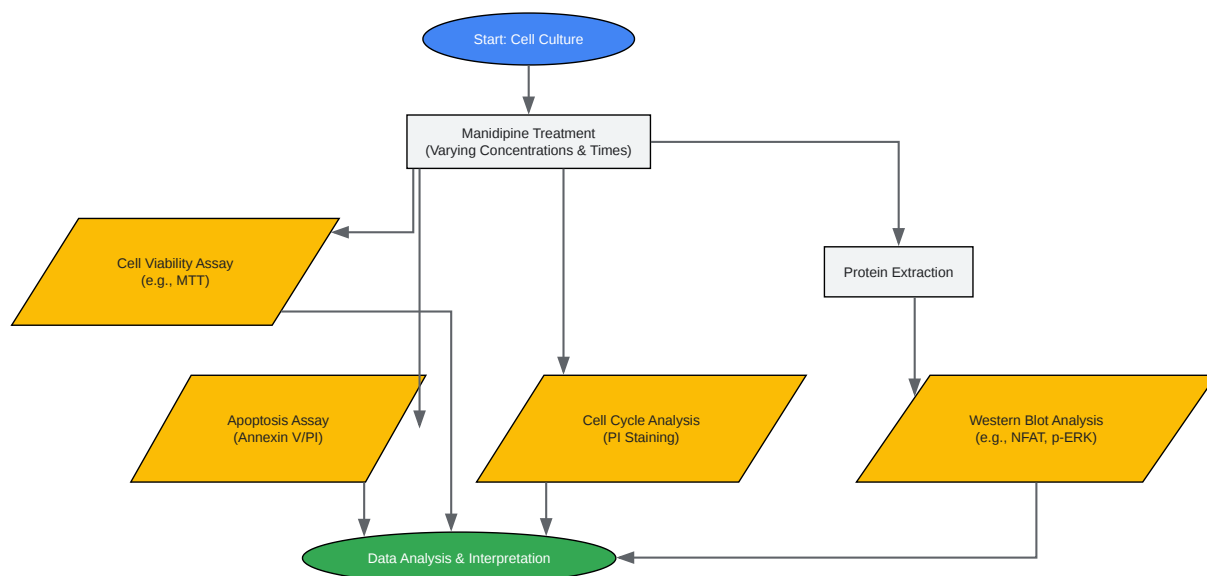 Start: Cell Culture
Manidipine Treatment
(Varying Concentrations & Times)
Cell Viability Assay
(e.g., MTT)
Protein Extraction
Apoptosis Assay
(Annexin V/PI)
Cell Cycle Analysis
(PI Staining)
Western Blot Analysis
(e.g., NFAT, p-ERK)
Data Analysis & Interpretation